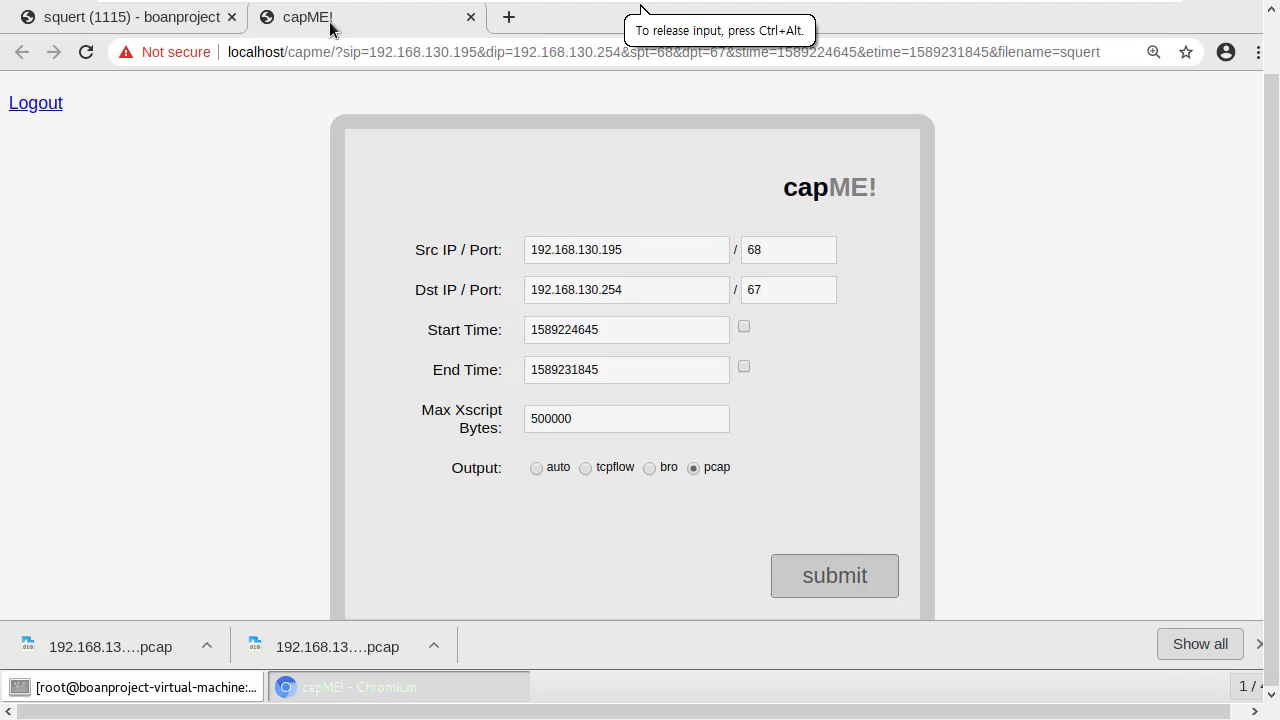 squert (1115) - boanproject
capME!
To release input, press Ctrl+Alt.
Not secure
localhost/capme/?sip=192.168.130.195&dip=192.168.130.254&spt=68&dpt=67&stime=1589224645&etime=1589231845&filename=squert
Logout
capME!
Src IP / Port: 192.168.130.195 / 68
Dst IP / Port: 192.168.130.254 / 67
Start Time: 1589224645
End Time: 1589231845
Max Xscript
Bytes: 500000
Output: auto tcpflow bro pcap
submit
192.168.13….pcap
192.168.13….pcap
Show all
[root@boanproject-virtual-machine:...
capME! - Chromium
1 /